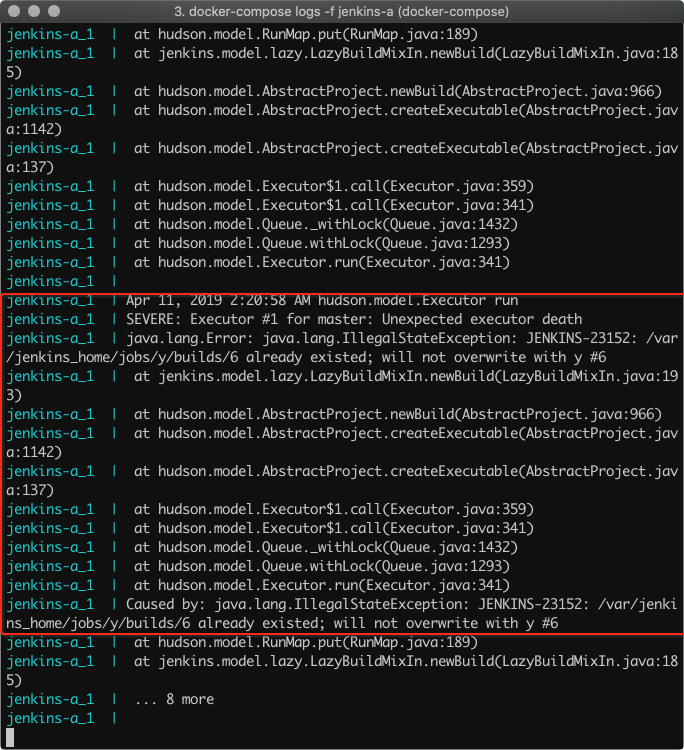 3. docker-compose logs -f jenkins-a (docker-compose)
jenkins-a_1  |  at hudson.model.RunMap.put(RunMap.java:189)
jenkins-a_1  |  at jenkins.model.lazy.LazyBuildMixIn.newBuild(LazyBuildMixIn.java:18
5)
jenkins-a_1  |  at hudson.model.AbstractProject.newBuild(AbstractProject.java:966)
jenkins-a_1  |  at hudson.model.AbstractProject.createExecutable(AbstractProject.jav
a:1142)
jenkins-a_1  |  at hudson.model.AbstractProject.createExecutable(AbstractProject.jav
a:137)
jenkins-a_1  |  at hudson.model.Executor$1.call(Executor.java:359)
jenkins-a_1  |  at hudson.model.Executor$1.call(Executor.java:341)
jenkins-a_1  |  at hudson.model.Queue._withLock(Queue.java:1432)
jenkins-a_1  |  at hudson.model.Queue.withLock(Queue.java:1293)
jenkins-a_1  |  at hudson.model.Executor.run(Executor.java:341)
jenkins-a_1  |
jenkins-a_1  | Apr 11, 2019 2:20:58 AM hudson.model.Executor run
jenkins-a_1  | SEVERE: Executor #1 for master: Unexpected executor death
jenkins-a_1  | java.lang.Error: java.lang.IllegalStateException: JENKINS-23152: /var
/jenkins_home/jobs/y/builds/6 already existed; will not overwrite with y #6
jenkins-a_1  |  at jenkins.model.lazy.LazyBuildMixIn.newBuild(LazyBuildMixIn.java:19
3)
jenkins-a_1  |  at hudson.model.AbstractProject.newBuild(AbstractProject.java:966)
jenkins-a_1  |  at hudson.model.AbstractProject.createExecutable(AbstractProject.jav
a:1142)
jenkins-a_1  |  at hudson.model.AbstractProject.createExecutable(AbstractProject.jav
a:137)
jenkins-a_1  |  at hudson.model.Executor$1.call(Executor.java:359)
jenkins-a_1  |  at hudson.model.Executor$1.call(Executor.java:341)
jenkins-a_1  |  at hudson.model.Queue._withLock(Queue.java:1432)
jenkins-a_1  |  at hudson.model.Queue.withLock(Queue.java:1293)
jenkins-a_1  |  at hudson.model.Executor.run(Executor.java:341)
jenkins-a_1  | Caused by: java.lang.IllegalStateException: JENKINS-23152: /var/jenki
ns_home/jobs/y/builds/6 already existed; will not overwrite with y #6
jenkins-a_1  |  at hudson.model.RunMap.put(RunMap.java:189)
jenkins-a_1  |  at jenkins.model.lazy.LazyBuildMixIn.newBuild(LazyBuildMixIn.java:18
5)
jenkins-a_1  |  ... 8 more
jenkins-a_1  |